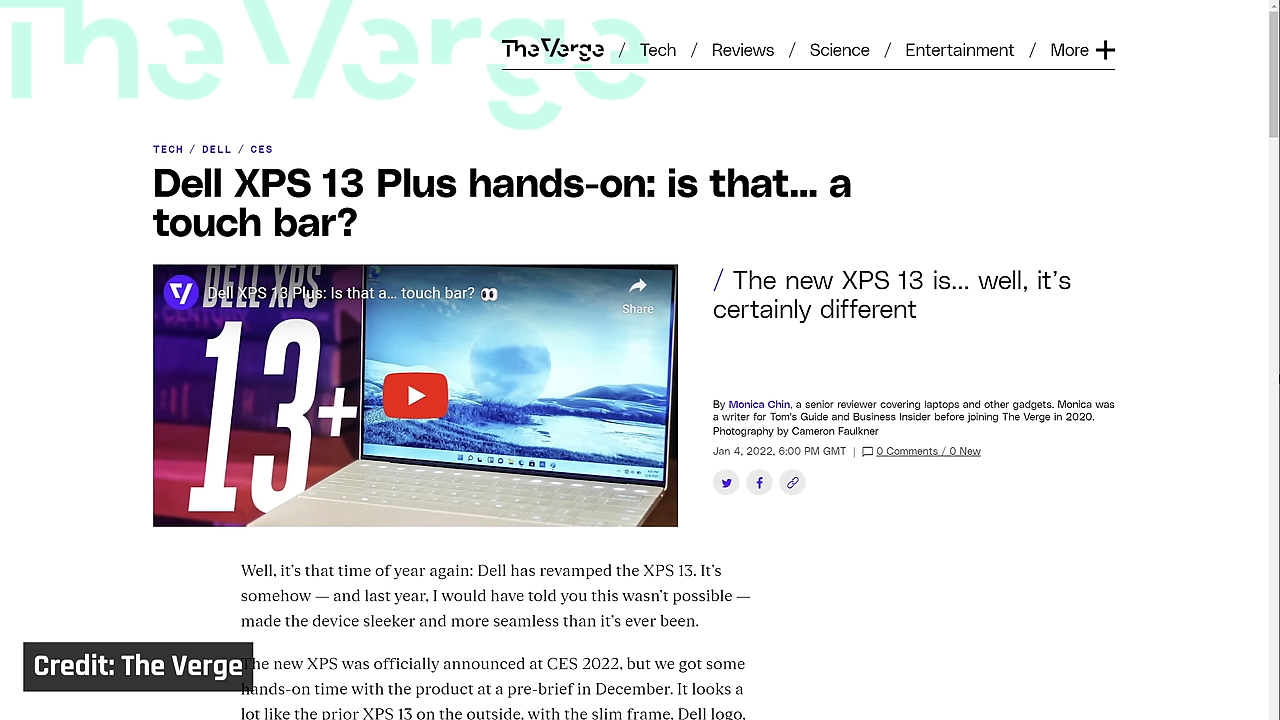 The Verge
The Verge / Tech / Reviews / Science / Entertainment / More +
TECH / DELL / CES
Dell XPS 13 Plus hands-on: is that... a
touch bar?
DELL XPS
Dell XPS 13 Plus: Is that a... touch bar? 👀
Share
13+
/ The new XPS 13 is... well, it's
certainly different
By Monica Chin, a senior reviewer covering laptops and other gadgets. Monica was
a writer for Tom's Guide and Business Insider before joining The Verge in 2020.
Photography by Cameron Faulkner
Jan 4, 2022, 6:00 PM GMT | 0 Comments / 0 New
Well, it's that time of year again: Dell has revamped the XPS 13. It's
somehow — and last year, I would have told you this wasn't possible —
made the device sleeker and more seamless than it's ever been.
The new XPS was officially announced at CES 2022, but we got some
hands-on time with the product at a pre-brief in December. It looks a
lot like the prior XPS 13 on the outside, with the slim frame, Dell logo,
Credit: The Verge